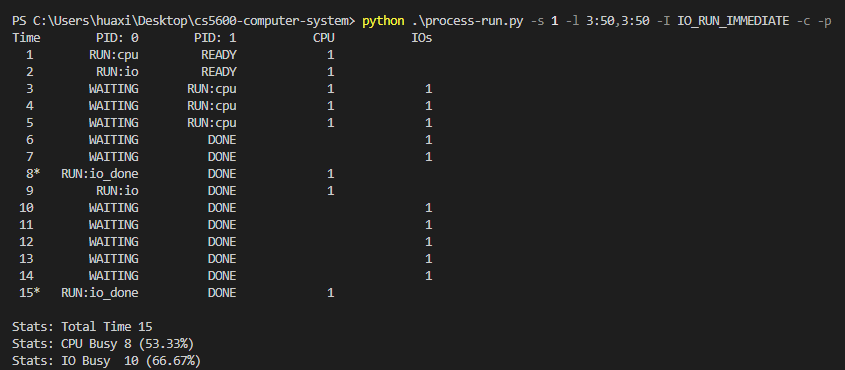 PS C:\Users\huaxi\Desktop\cs5600-computer-system> python .\process-run.py -s 1 -l 3:50,3:50 -I IO_RUN_IMMEDIATE -c -p
Time        PID: 0        PID: 1           CPU           IOs
  1        RUN:cpu         READY             1
  2         RUN:io         READY             1
  3        WAITING       RUN:cpu             1             1
  4        WAITING       RUN:cpu             1             1
  5        WAITING       RUN:cpu             1             1
  6        WAITING          DONE                           1
  7        WAITING          DONE                           1
  8*   RUN:io_done          DONE             1
  9         RUN:io          DONE             1
 10        WAITING          DONE                           1
 11        WAITING          DONE                           1
 12        WAITING          DONE                           1
 13        WAITING          DONE                           1
 14        WAITING          DONE                           1
 15*   RUN:io_done          DONE             1
Stats: Total Time 15
Stats: CPU Busy 8 (53.33%)
Stats: IO Busy  10 (66.67%)